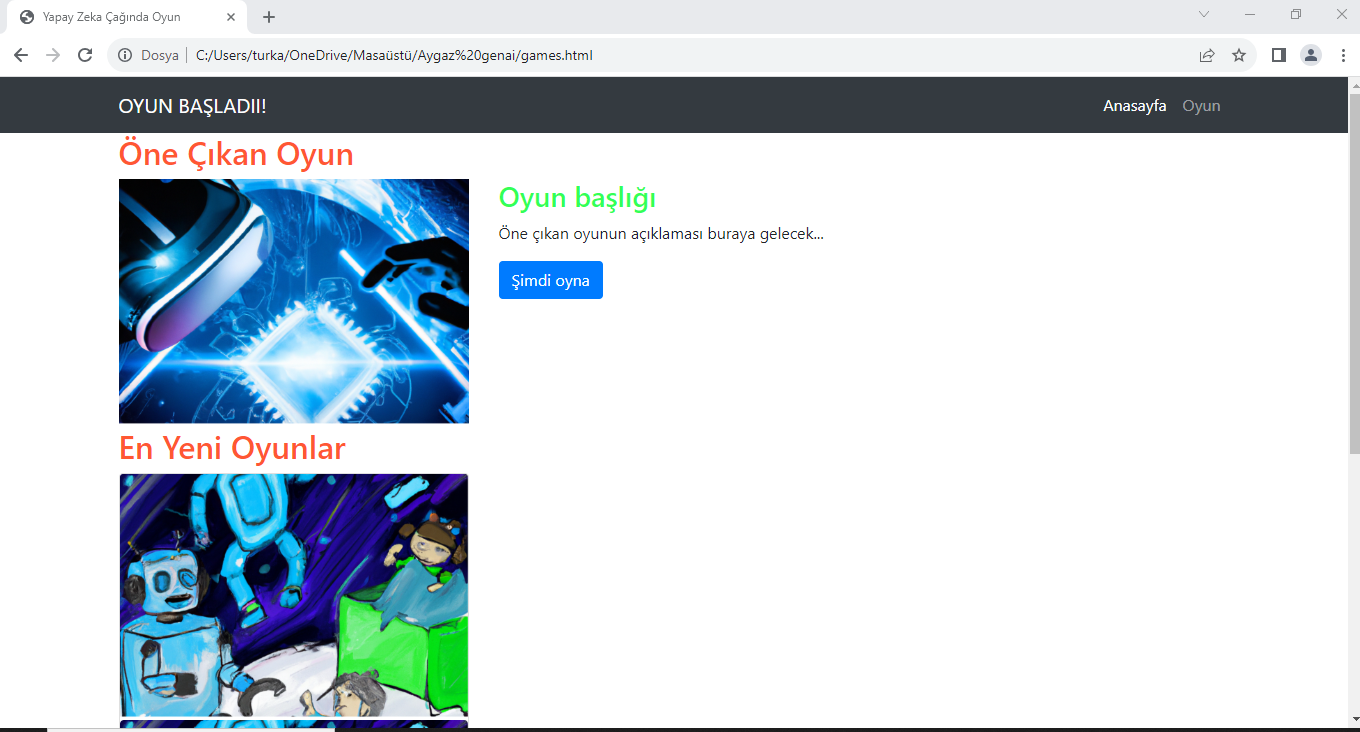 Yapay Zeka Çağında Oyun
Dosya C:/Users/turka/OneDrive/Masaüstü/Aygaz%20genai/games.html
OYUN BAŞLADII! Anasayfa Oyun
Öne Çıkan Oyun
Oyun başlığı
Öne çıkan oyunun açıklaması buraya gelecek...
Şimdi oyna
En Yeni Oyunlar